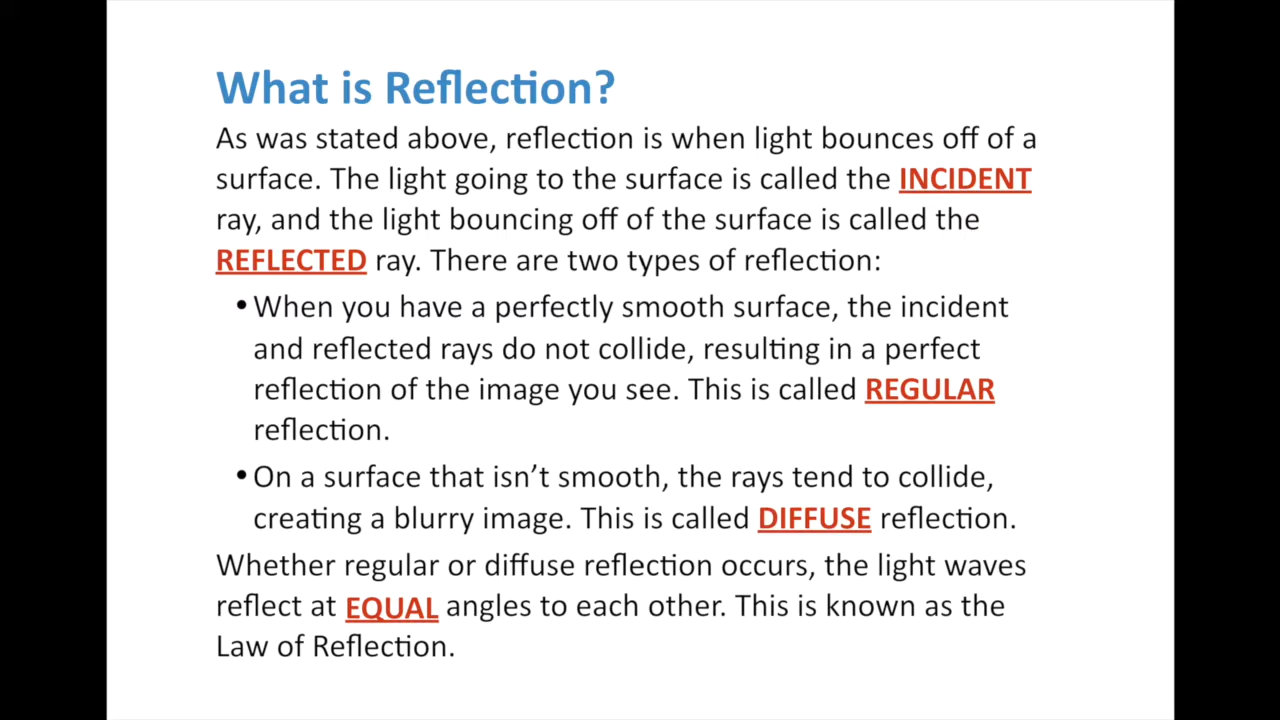 What is Reflection?
As was stated above, reflection is when light bounces off of a
surface. The light going to the surface is called the INCIDENT
ray, and the light bouncing off of the surface is called the
REFLECTED ray. There are two types of reflection:
• When you have a perfectly smooth surface, the incident
and reflected rays do not collide, resulting in a perfect
reflection of the image you see. This is called REGULAR
reflection.
• On a surface that isn’t smooth, the rays tend to collide,
creating a blurry image. This is called DIFFUSE reflection.
Whether regular or diffuse reflection occurs, the light waves
reflect at EQUAL angles to each other. This is known as the
Law of Reflection.